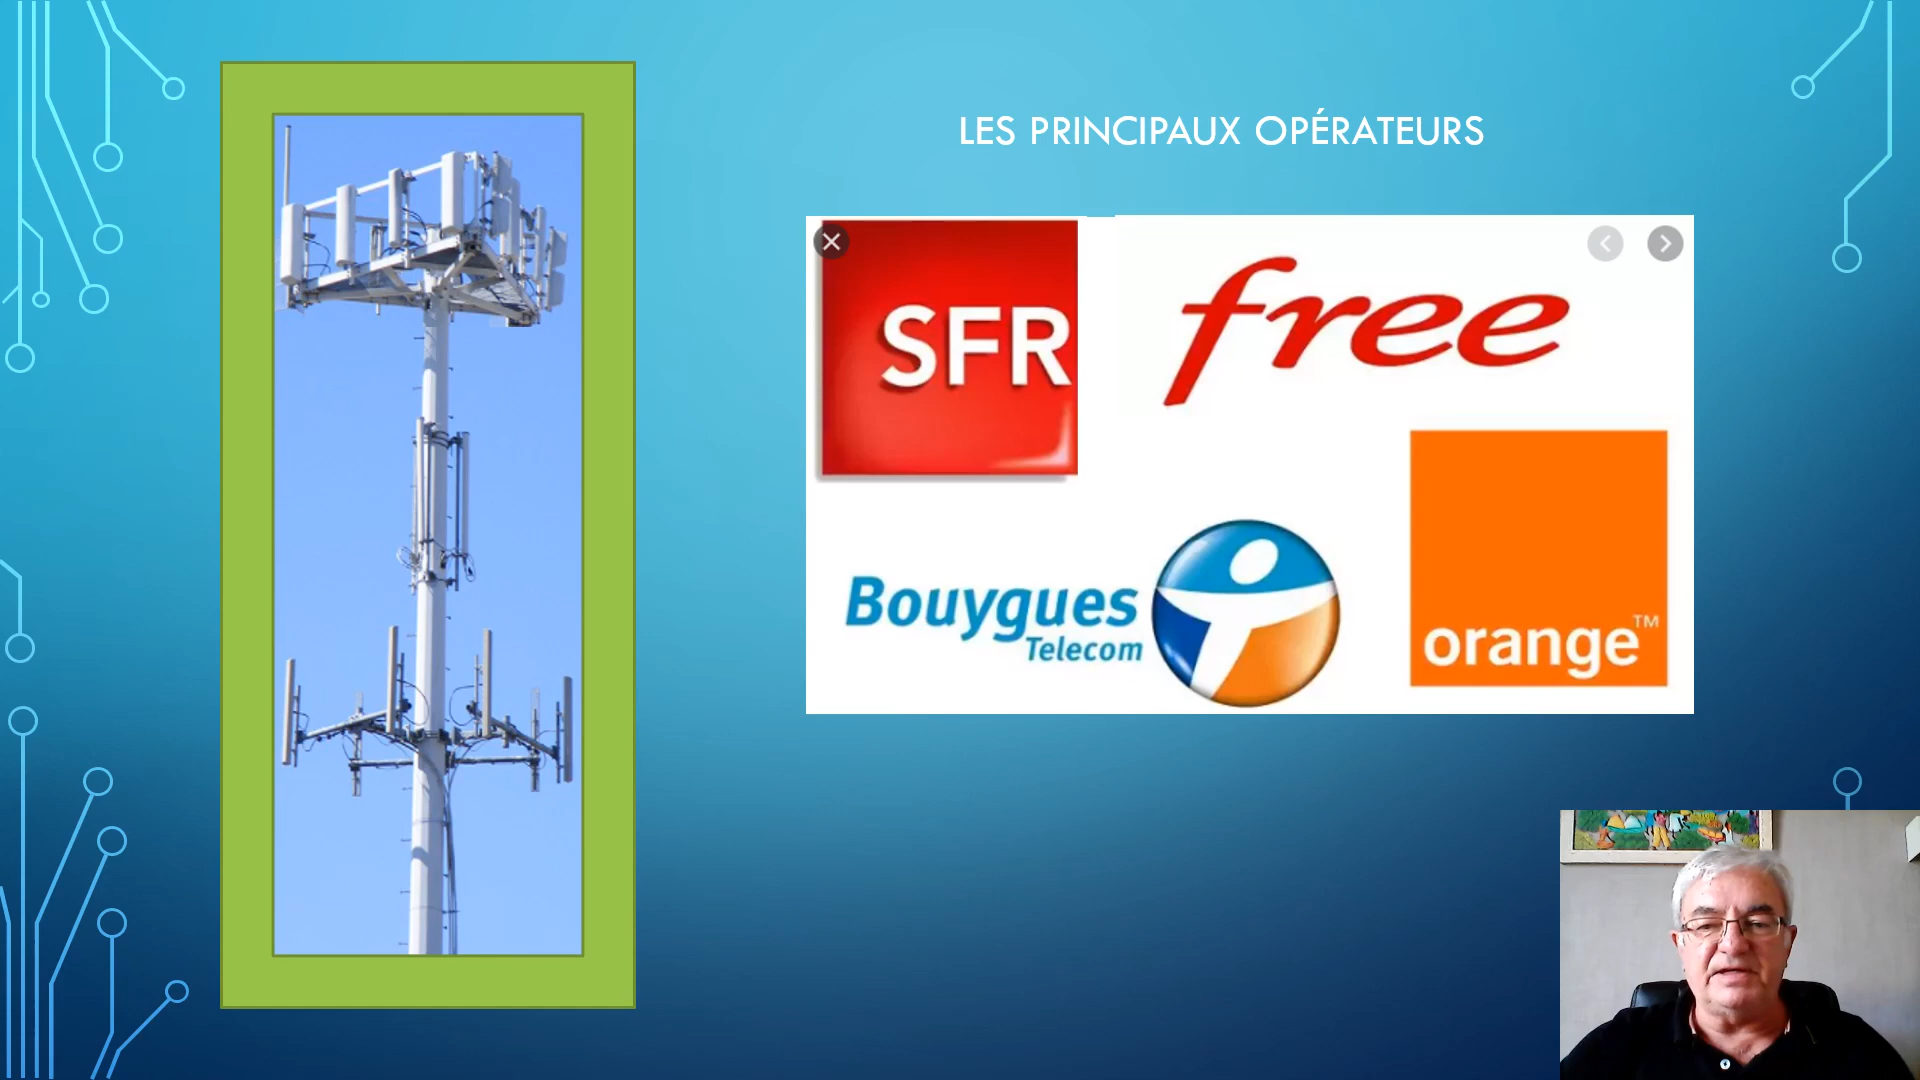 LES PRINCIPAUX OPÉRATEURS
SFR
free
Bouygues
Telecom
orange™